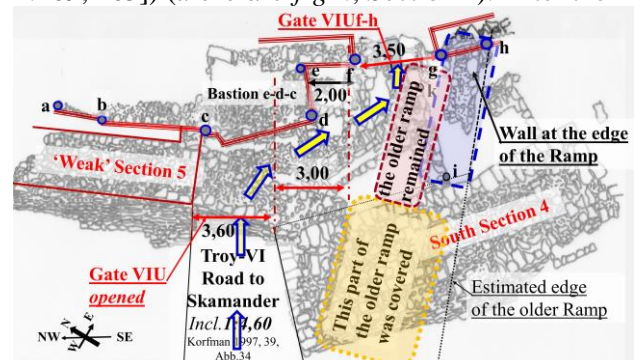 Gate VIUf-h
3,50
h
e
f
g
k
a
b
c
d
i
Bastion e-d-c
2,00
the older ramp
remained
Wall at the edge
of the Ramp
'Weak' Section 5
3,00
South Section 4
3,60
Gate VIU
opened
Troy-VI
Road to
Skamander
Incl.1:4,60
Korfman 1997, 39,
Abb.34
This part of
the older ramp
was covered
Estimated edge
of the older Ramp
N
E
NW
SE
W
S